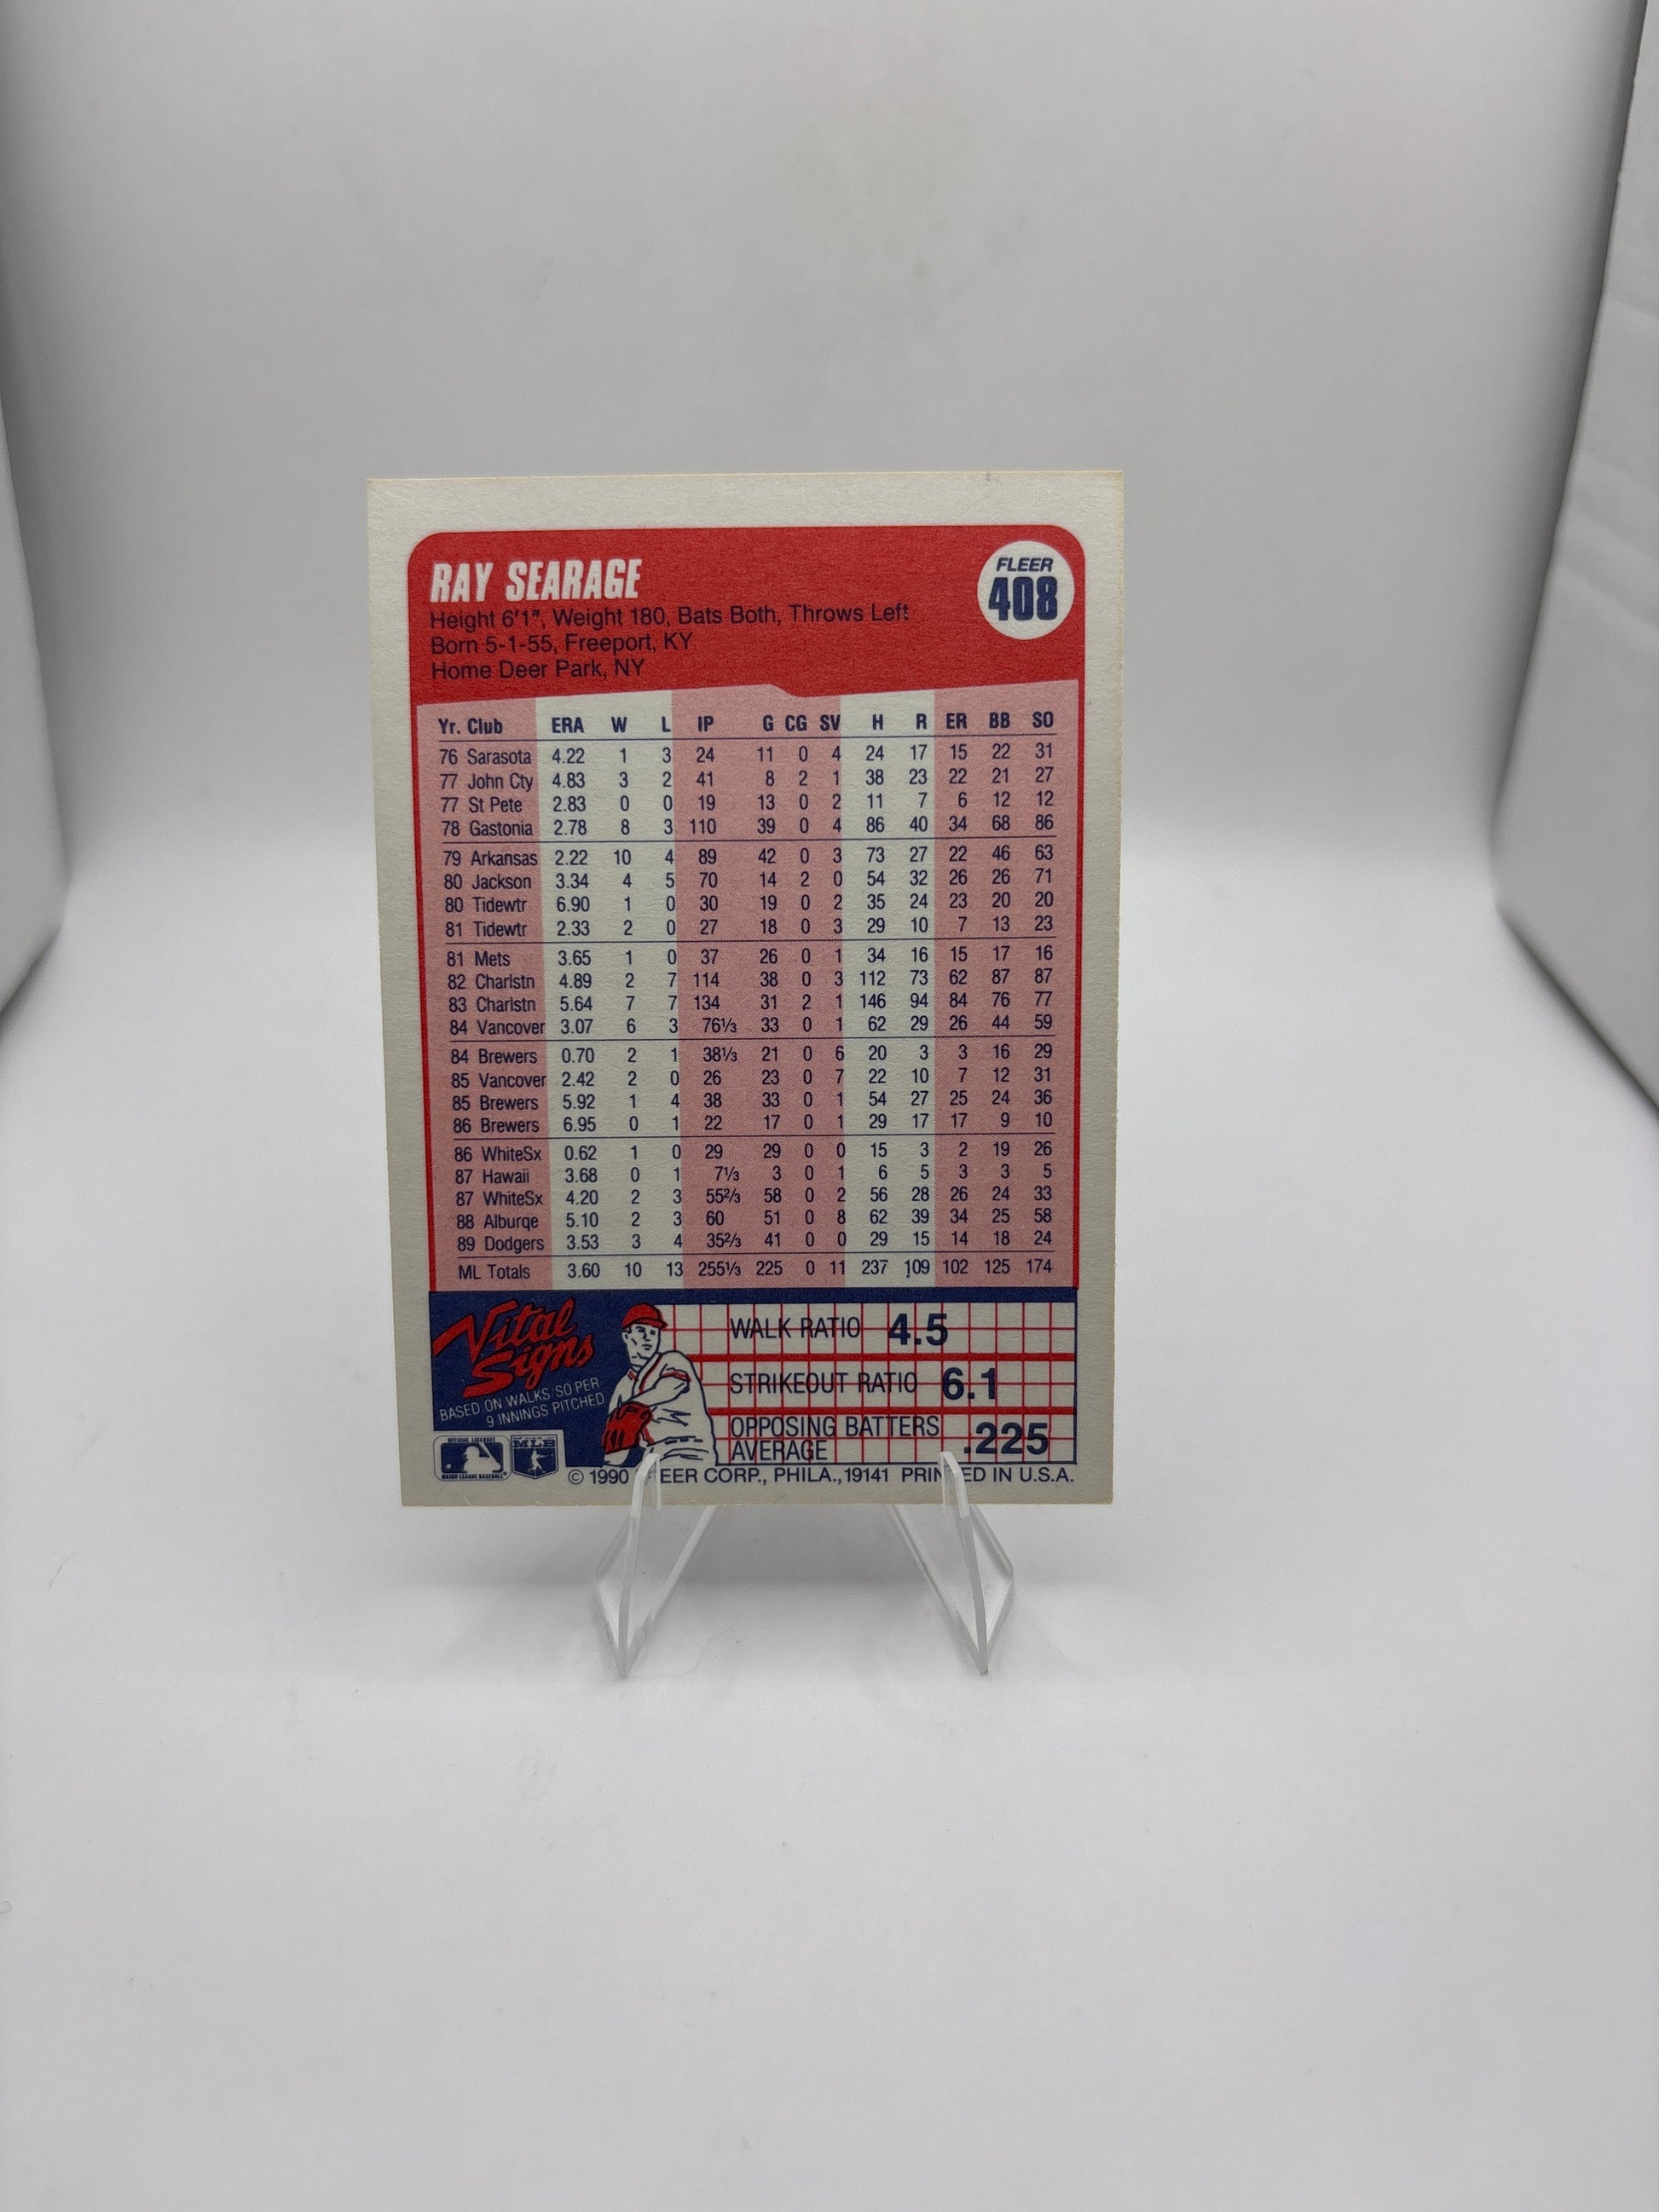 RAY SEARAGE
FLEER
408
Height 6'1", Weight 180, Bats Both, Throws Left
Born 5-1-55, Freeport, KY
Home Deer Park, NY
Yr. Club ERA W L IP G CG SV H R ER BB SO
76 Sarasota 4.22 1 3 24 11 0 4 24 17 15 22 31
77 John Cty 4.83 3 2 41 8 2 1 38 23 22 21 27
77 St Pete 2.83 0 0 19 13 0 2 11 7 6 12 12
78 Gastonia 2.78 8 3 110 39 0 4 86 40 34 68 86
79 Arkansas 2.22 10 4 89 42 0 3 73 27 22 46 63
80 Jackson 3.34 4 5 70 14 2 0 54 32 26 26 71
80 Tidewtr 6.90 1 0 30 19 0 2 35 24 23 20 20
81 Tidewtr 2.33 2 0 27 18 0 3 29 10 7 13 23
81 Mets 3.65 1 0 37 26 0 1 34 16 15 17 16
82 Charlstn 4.89 2 7 114 38 0 3 112 73 62 87 87
83 Charlstn 5.64 7 7 134 31 2 1 146 94 84 76 77
84 Vancover 3.07 6 3 76⅓ 33 0 1 62 29 26 44 59
84 Brewers 0.70 2 1 38⅓ 21 0 6 20 3 3 16 29
85 Vancover 2.42 2 0 26 23 0 7 22 10 7 12 31
85 Brewers 5.92 1 4 38 33 0 1 54 27 25 24 36
86 Brewers 6.95 0 1 22 17 0 1 29 17 17 9 10
86 WhiteSx 0.62 1 0 29 29 0 0 15 3 2 19 26
87 Hawaii 3.68 0 1 7⅓ 3 0 1 6 5 3 3 5
87 WhiteSx 4.20 2 3 55⅔ 58 0 2 56 28 26 24 33
88 Alburqe 5.10 2 3 60 51 0 8 62 39 34 25 58
89 Dodgers 3.53 3 4 35⅔ 41 0 0 29 15 14 18 24
ML Totals 3.60 10 13 255⅓ 225 0 11 237 109 102 125 174
Vital
Signs
BASED ON WALKS/SO PER
9 INNINGS PITCHED
WALK RATIO 4.5
STRIKEOUT RATIO 6.1
OPPOSING BATTERS
AVERAGE .225
OFFICIAL LICENSEE
MAJOR LEAGUE BASEBALL
MLB
© 1990 EER CORP., PHILA., 19141 PRIN ED IN U.S.A.